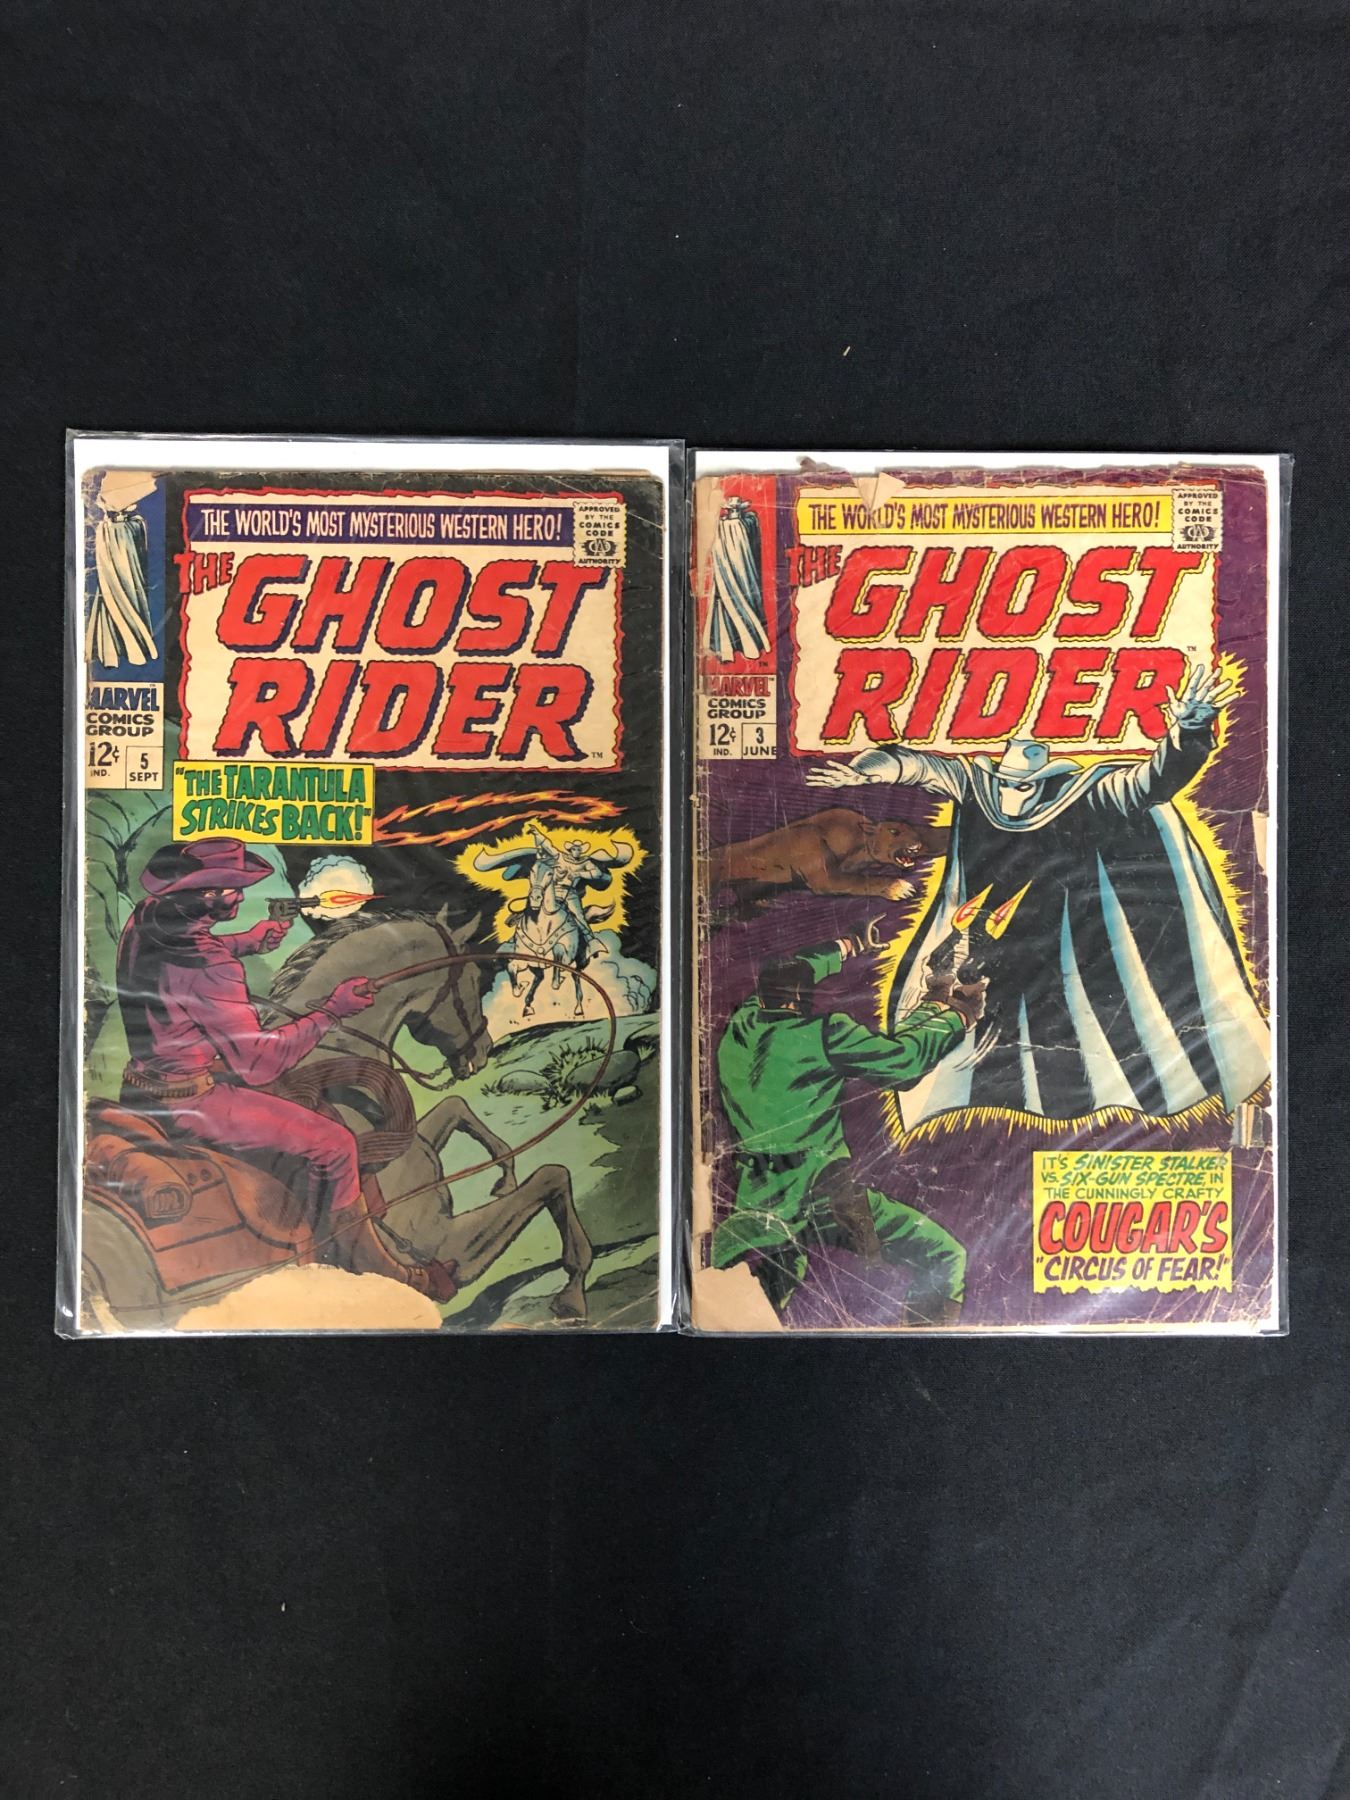 THE WORLD'S MOST MYSTERIOUS WESTERN HERO!
APPROVED
BY THE
COMICS
CODE
AUTHORITY
THE GHOST
RIDER
TM
MARVEL
COMICS
GROUP
12¢
IND.
5
SEPT
"THE TARANTULA
STRIKES BACK!"
THE WORLD'S MOST MYSTERIOUS WESTERN HERO!
APPROVED
BY THE
COMICS
CODE
AUTHORITY
THE GHOST
RIDER
TM
TM
MARVEL
COMICS
GROUP
12¢
IND.
3
JUNE
IT'S SINISTER STALKER
VS. SIX-GUN SPECTRE, IN
THE CUNNINGLY CRAFTY
COUGAR'S
"CIRCUS OF FEAR!"